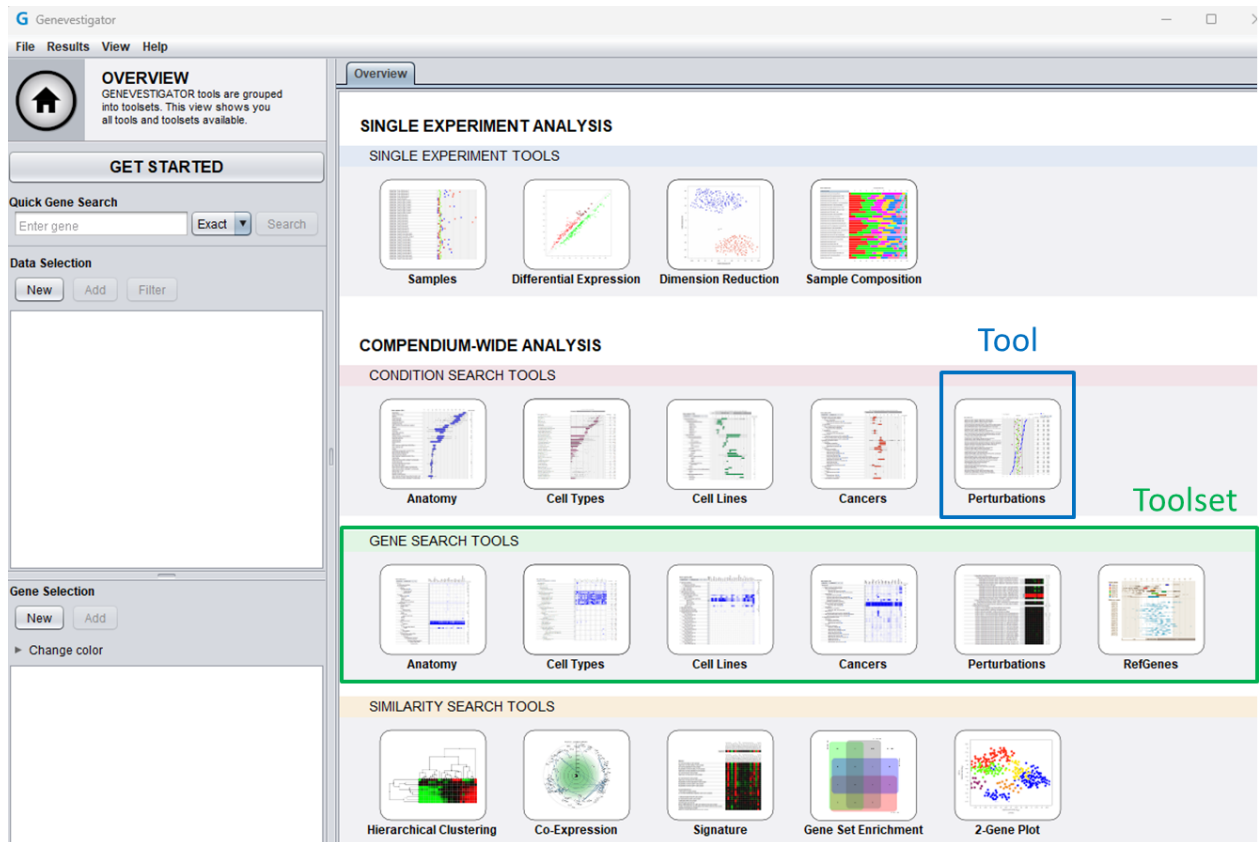 G Genevestigator
File Results View Help
OVERVIEW
GENEVESTIGATOR tools are grouped
into toolsets. This view shows you
all tools and toolsets available.
GET STARTED
Quick Gene Search
Enter gene
Exact
Search
Data Selection
New
Add
Filter
Gene Selection
New
Add
Change color
Overview
SINGLE EXPERIMENT ANALYSIS
SINGLE EXPERIMENT TOOLS
Samples
Differential Expression
Dimension Reduction
Sample Composition
COMPENDIUM-WIDE ANALYSIS
Tool
CONDITION SEARCH TOOLS
Anatomy
Cell Types
Cell Lines
Cancers
Perturbations
Toolset
GENE SEARCH TOOLS
Anatomy
Cell Types
Cell Lines
Cancers
Perturbations
RefGenes
SIMILARITY SEARCH TOOLS
Hierarchical Clustering
Co-Expression
Signature
Gene Set Enrichment
2-Gene Plot